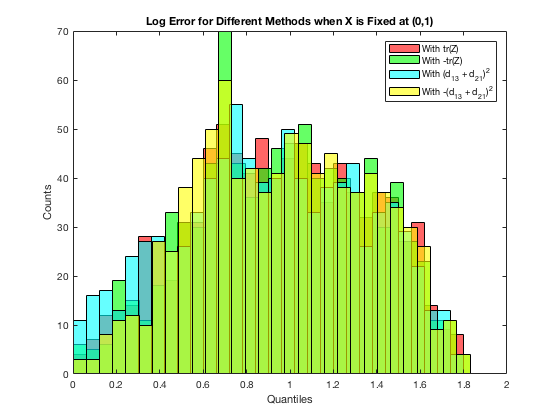 Log Error for Different Methods when X is Fixed at (0,1)
With tr(Z)
With -tr(Z)
With (d13 + d21)2
With -(d13 + d21)2
70
60
50
40
30
20
10
0
Counts
0 0.2 0.4 0.6 0.8 1 1.2 1.4 1.6 1.8 2
Quantiles